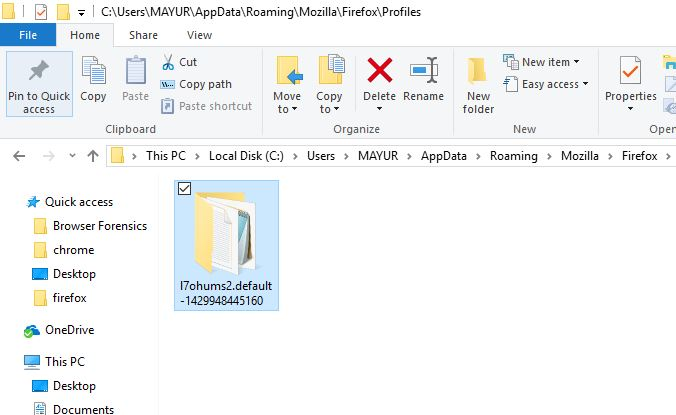 C:\Users\MAYUR\AppData\Roaming\Mozilla\Firefox\Profiles
File Home Share View
Pin to Quick access
Copy
Paste
Cut
Copy path
Paste shortcut
Clipboard
Move to
Copy to
Delete
Rename
Organize
New folder
New item
Easy access
New
Properties
Open
This PC > Local Disk (C:) > Users > MAYUR > AppData > Roaming > Mozilla > Firefox >
Quick access
Browser Forensics
chrome
Desktop
firefox
OneDrive
This PC
Desktop
Documents
l7ohums2.default
-1429948445160